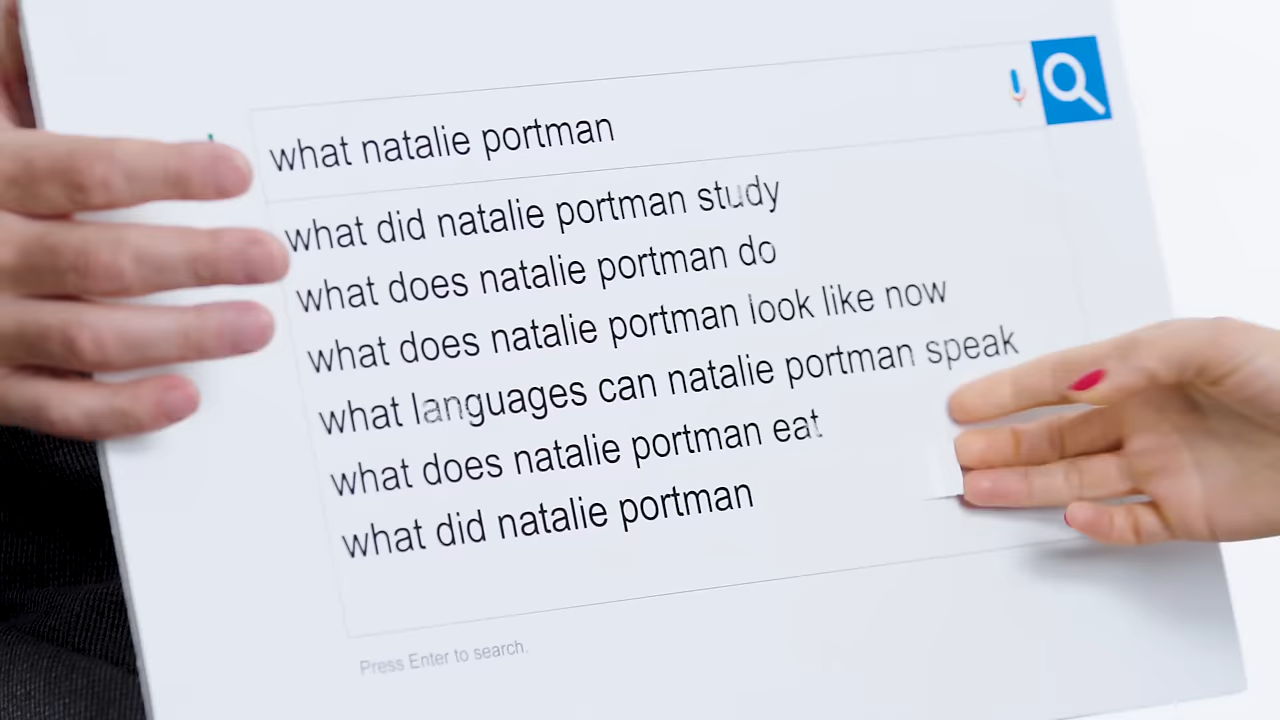 what natalie portman
what did natalie portman study
what does natalie portman do
what does natalie portman look like now
what languages can natalie portman speak
what does natalie portman eat
what did natalie portman
Press Enter to search.